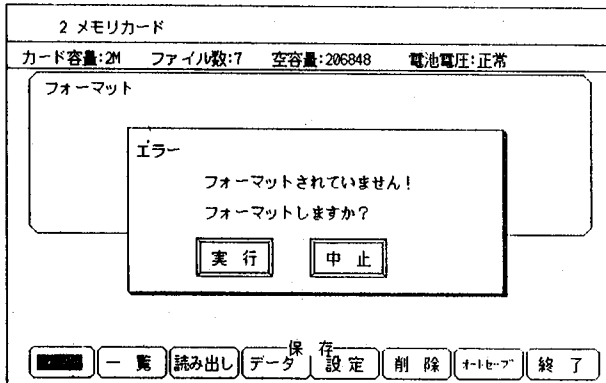 2 メモリカード
カード容量:2M ファイル数:7 空容量:206848 電池電圧:正常
フォーマット
エラー
フォーマットされていません!
フォーマットしますか?
実 行 中 止
保 存
一 覧 読み出し データ 設 定 削 除 オートセーブ 終 了